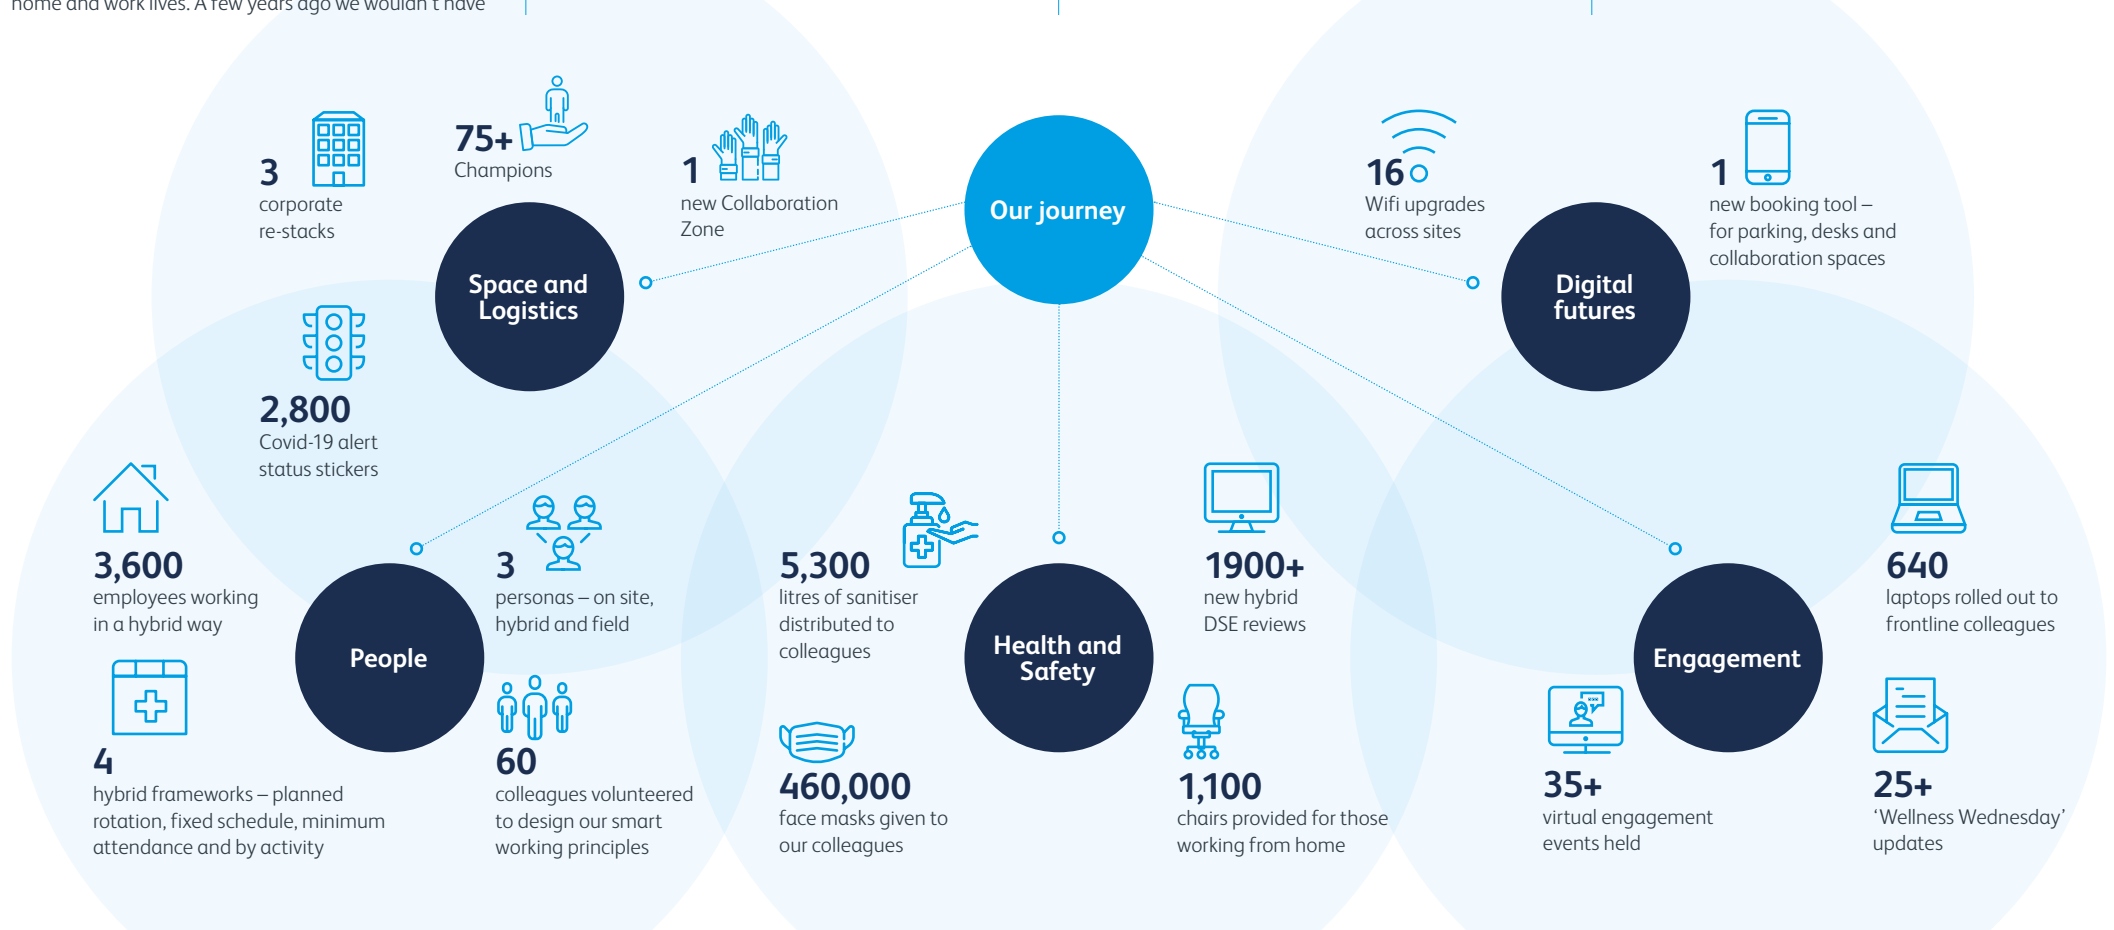 home and work lives. A few years ago we wouldn't have
3
corporate
re-stacks
75+
Champions
1
new Collaboration
Zone
Space and
Logistics
2,800
Covid-19 alert
status stickers
Our journey
16
Wifi upgrades
across sites
1
new booking tool –
for parking, desks and
collaboration spaces
Digital
futures
3,600
employees working
in a hybrid way
3
personas – on site,
hybrid and field
People
4
hybrid frameworks – planned
rotation, fixed schedule, minimum
attendance and by activity
60
colleagues volunteered
to design our smart
working principles
5,300
litres of sanitiser
distributed to
colleagues
1900+
new hybrid
DSE reviews
Health and
Safety
460,000
face masks given to
our colleagues
1,100
chairs provided for those
working from home
640
laptops rolled out to
frontline colleagues
Engagement
35+
virtual engagement
events held
25+
‘Wellness Wednesday’
updates